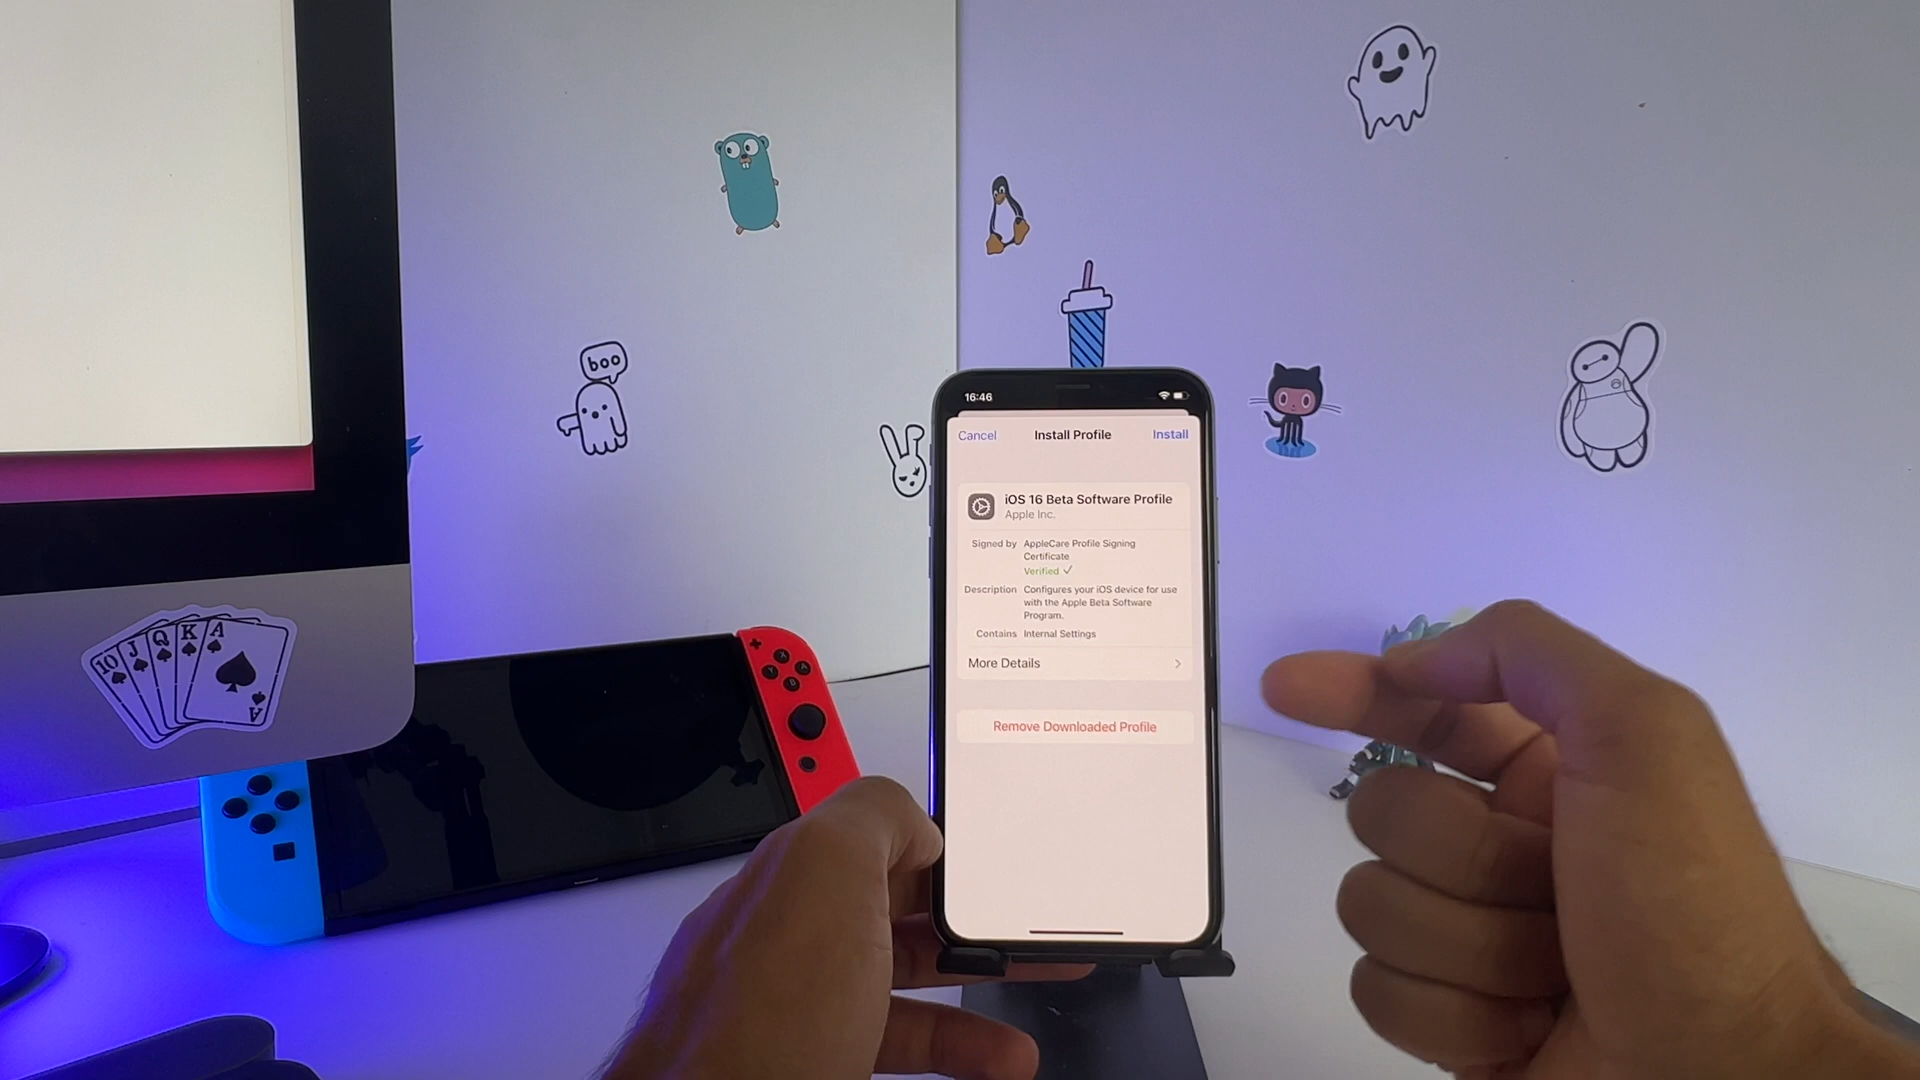 boo
16:46
Cancel Install Profile Install
iOS 16 Beta Software Profile
Apple Inc.
Signed by AppleCare Profile Signing
Certificate
Verified ✓
Description Configures your iOS device for use
with the Apple Beta Software
Program.
Contains Internal Settings
More Details
Remove Downloaded Profile
10 J Q K A
A
X
Y A
B